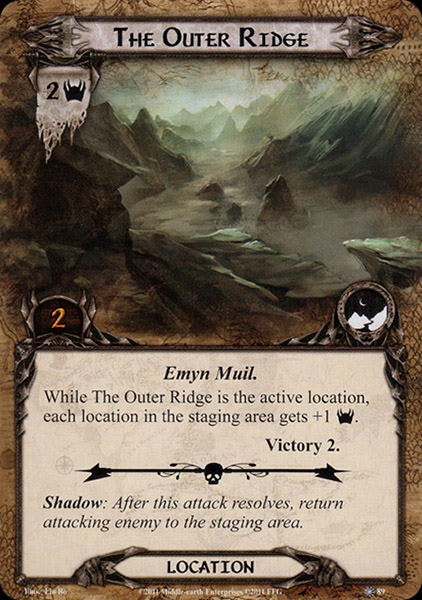 The Outer Ridge
2
2
Emyn Muil.
While The Outer Ridge is the active location,
each location in the staging area gets +1 .
Victory 2.
Shadow: After this attack resolves, return
attacking enemy to the staging area.
LOCATION
©2011 Middle-earth Enterprises ©2011 FFG
89